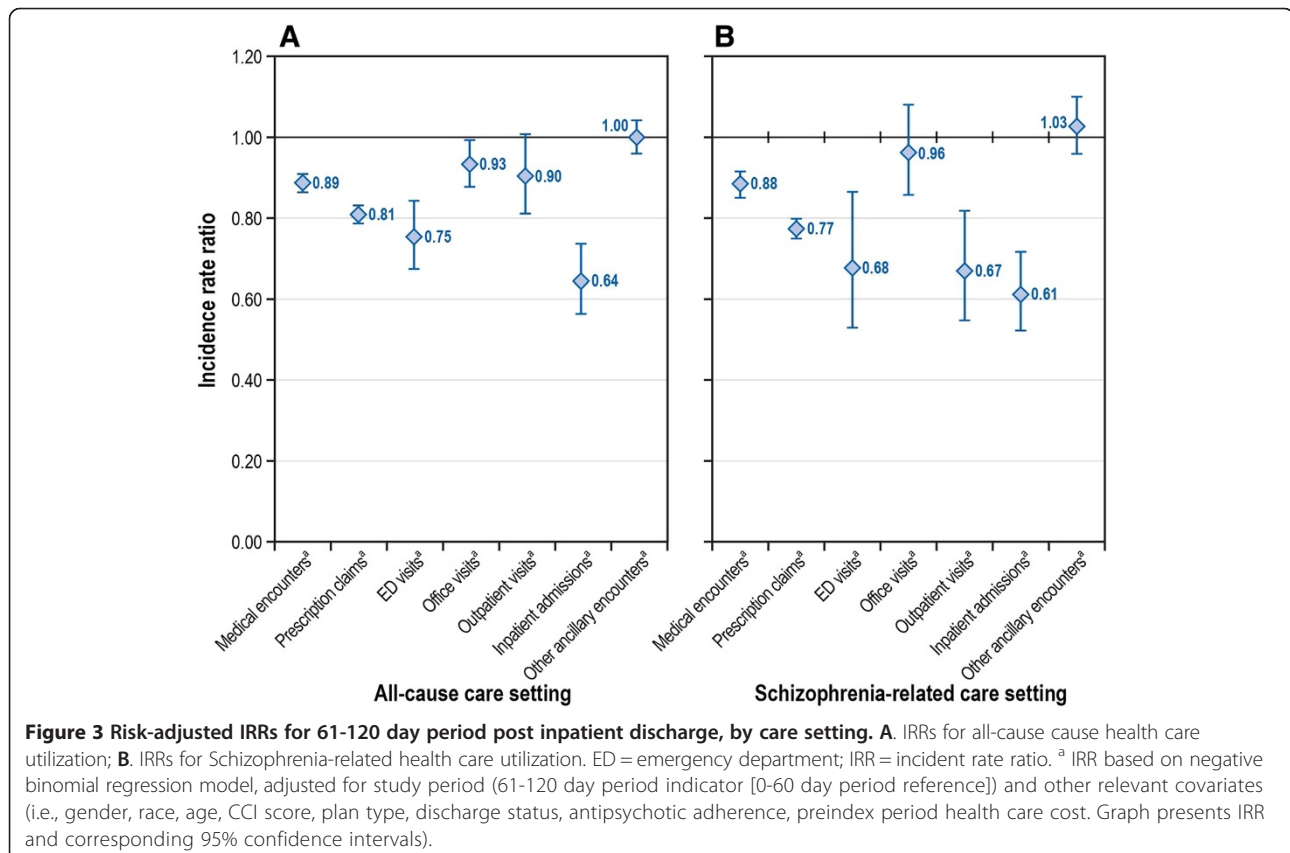 A
B
1.20
1.00
0.80
0.60
0.40
0.20
0.00
Incidence rate ratio
0.89
0.81
0.75
0.93
0.90
0.64
1.00
0.88
0.77
0.68
0.96
0.67
0.61
1.03
Medical encountersᵃ
Prescription claimsᵃ
ED visitsᵃ
Office visitsᵃ
Outpatient visitsᵃ
Inpatient admissionsᵃ
Other ancillary encountersᵃ
Medical encountersᵃ
Prescription claimsᵃ
ED visitsᵃ
Office visitsᵃ
Outpatient visitsᵃ
Inpatient admissionsᵃ
Other ancillary encountersᵃ
All-cause care setting
Schizophrenia-related care setting
Figure 3 Risk-adjusted IRRs for 61-120 day period post inpatient discharge, by care setting. A. IRRs for all-cause cause health care
utilization; B. IRRs for Schizophrenia-related health care utilization. ED = emergency department; IRR = incident rate ratio. ᵃ IRR based on negative
binomial regression model, adjusted for study period (61-120 day period indicator [0-60 day period reference]) and other relevant covariates
(i.e., gender, race, age, CCI score, plan type, discharge status, antipsychotic adherence, preindex period health care cost. Graph presents IRR
and corresponding 95% confidence intervals).